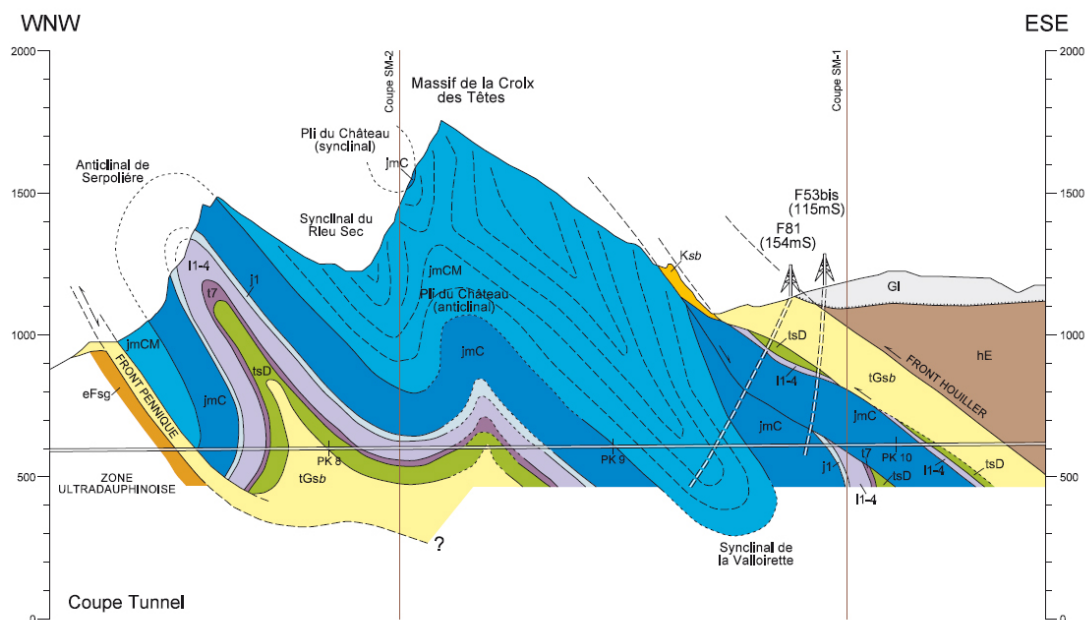 WNW
ESE
2000
1500
1000
500
0
2000
1500
1000
500
0
Coupe SM-2
Coupe SM-1
Massif de la Croix
des Têtes
Pli du Château
(synclinal)
jmC
Anticlinal de
Serpolière
Synclinal du
Rieu Sec
F53bis
(115mS)
F81
(154mS)
Ksb
Gl
hE
FRONT HOUILLER
tGsb
tsD
l1-4
jmC
jmCM
Pli du Château
(anticlinal)
jmC
l1-4
j1
t7
tsD
jmCM
jmC
FRONT PENNIQUE
eFsg
ZONE
ULTRADAUPHINOISE
tGsb
PK 8
PK 9
PK 10
jmC
j1
t7
tsD
l1-4
l1-4
tsD
?
Synclinal de
la Valloirette
Coupe Tunnel